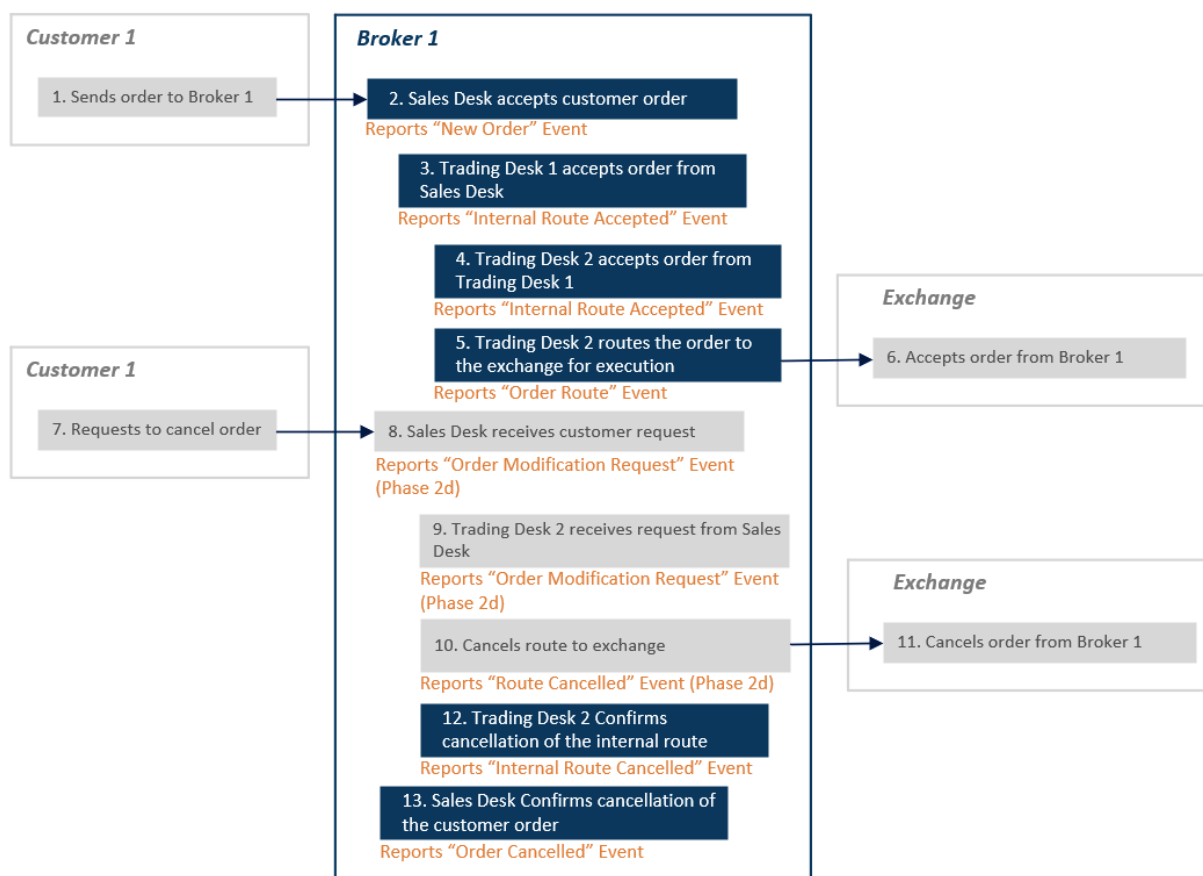 Customer 1
1. Sends order to Broker 1
Broker 1
2. Sales Desk accepts customer order
Reports “New Order” Event
3. Trading Desk 1 accepts order from
Sales Desk
Reports “Internal Route Accepted” Event
4. Trading Desk 2 accepts order from
Trading Desk 1
Reports “Internal Route Accepted” Event
5. Trading Desk 2 routes the order to
the exchange for execution
Reports “Order Route” Event
Exchange
6. Accepts order from Broker 1
Customer 1
7. Requests to cancel order
8. Sales Desk receives customer request
Reports “Order Modification Request” Event
(Phase 2d)
9. Trading Desk 2 receives request from Sales
Desk
Reports “Order Modification Request” Event
(Phase 2d)
10. Cancels route to exchange
Reports “Route Cancelled” Event (Phase 2d)
Exchange
11. Cancels order from Broker 1
12. Trading Desk 2 Confirms
cancellation of the internal route
Reports “Internal Route Cancelled” Event
13. Sales Desk Confirms cancellation of
the customer order
Reports “Order Cancelled” Event